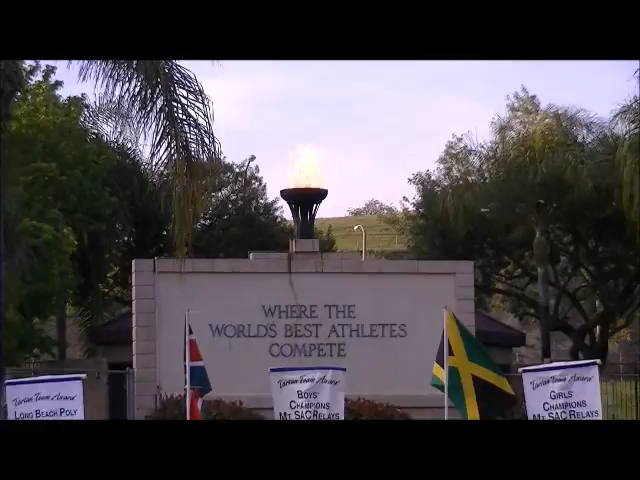 WHERE THE
WORLD'S BEST ATHLETES
COMPETE
Tartan Team Award
LONG BEACH POLY
Tartan Team Award
BOYS
CHAMPIONS
MT. SAC RELAYS
Tartan Team Award
GIRLS
CHAMPIONS
MT. SAC RELAYS